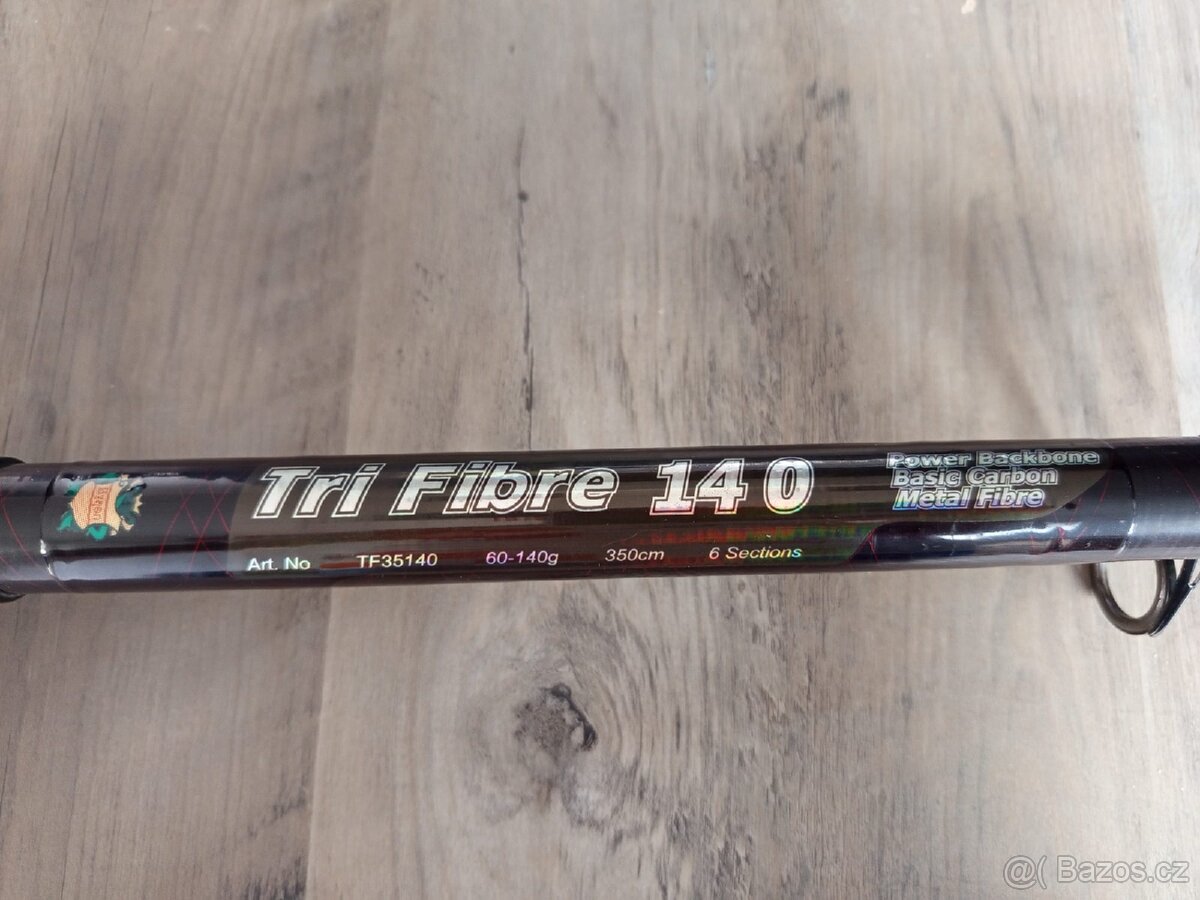 Tri Fibre 140
Power Backbone
Basic Carbon
Metal Fibre
Art. No TF35140 60-140g 350cm 6 Sections
@( Bazos.cz